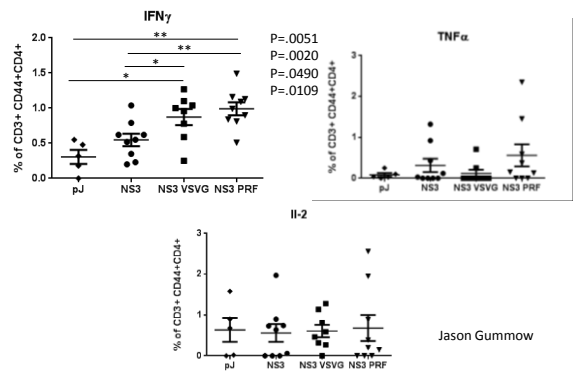 IFNγ
**
**
*
*
% of CD3+ CD44+CD4+
2.0
1.5
1.0
0.5
0.0
pJ NS3 NS3 VSVG NS3 PRF
P=.0051
P=.0020
P=.0490
P=.0109
TNFα
% of CD3+ CD44+CD4+
3
2
1
0
pJ NS3 NS3 VSVG NS3 PRF
Il-2
% of CD3+ CD44+CD4+
3
2
1
0
pJ NS3 NS3 VSVG NS3 PRF
Jason Gummow